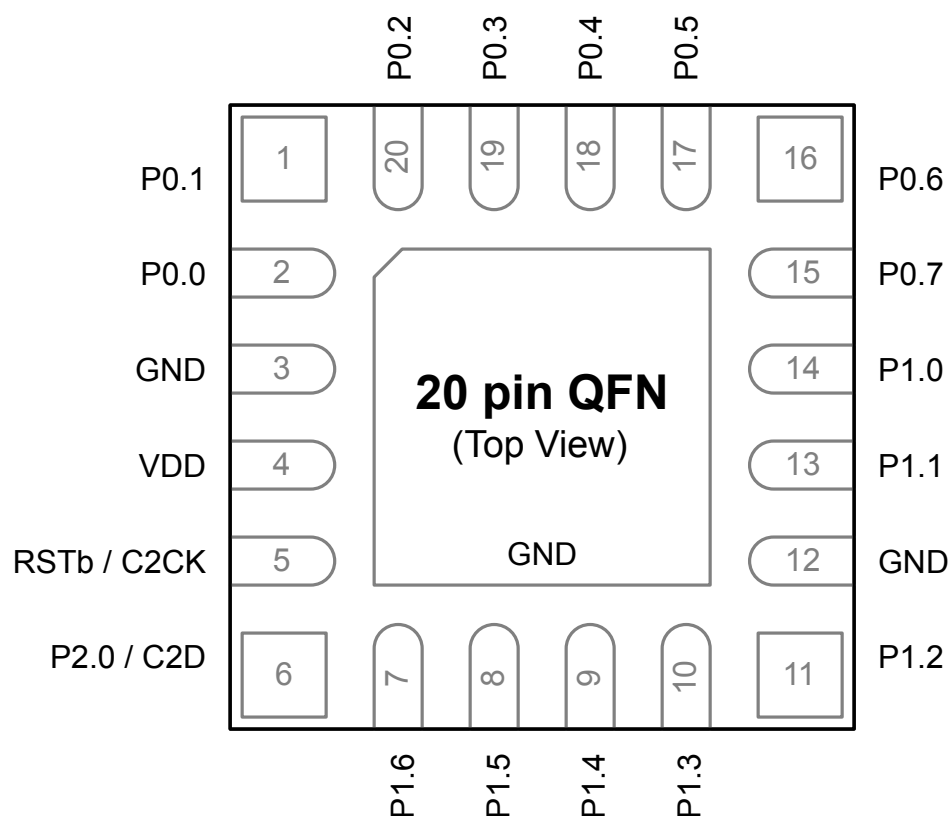 P0.2
P0.3
P0.4
P0.5
20
19
18
17
P0.1
1
16
P0.6
P0.0
2
15
P0.7
GND
3
14
P1.0
20 pin QFN
(Top View)
VDD
4
13
P1.1
RSTb / C2CK
5
GND
12
GND
P2.0 / C2D
6
7
8
9
10
11
P1.2
P1.6
P1.5
P1.4
P1.3